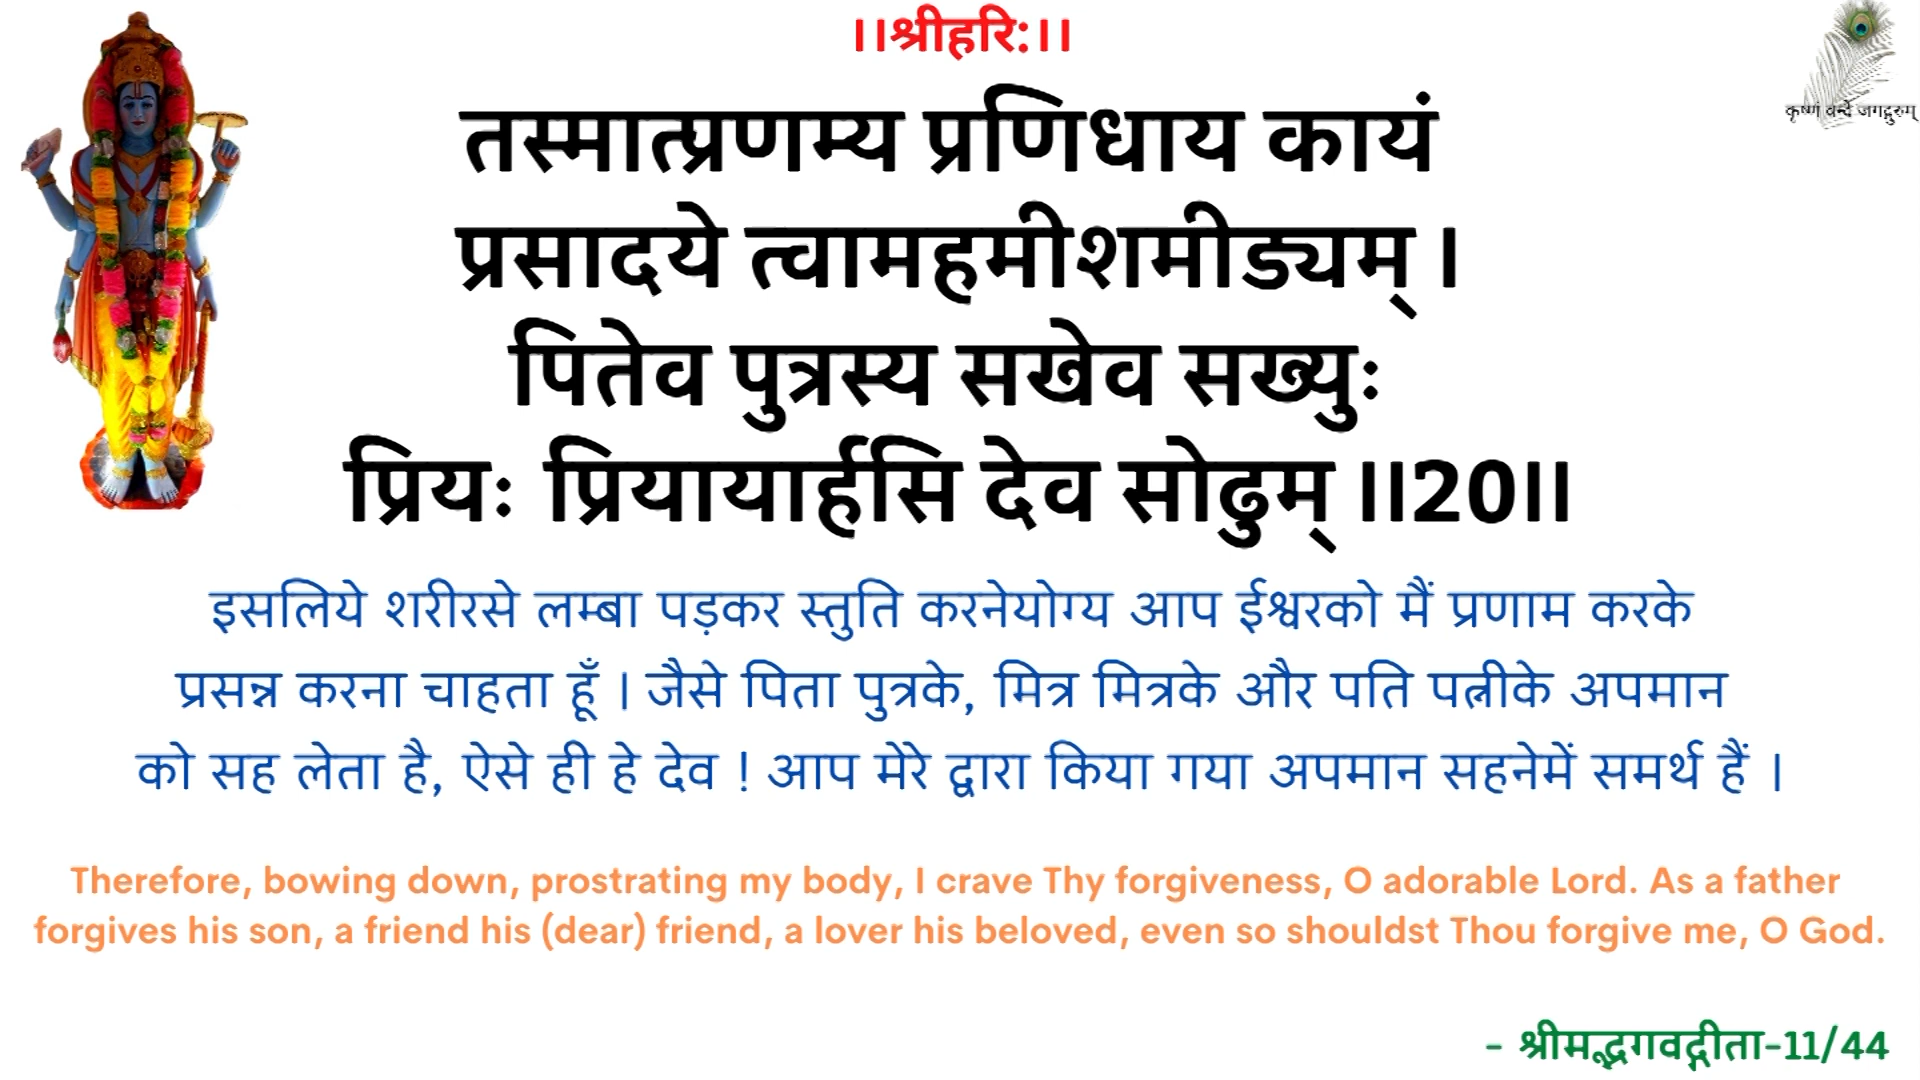 ।।श्रीहरि:।।
कृष्णं वन्दे जगद्गुरुम्
तस्मात्प्रणम्य प्रणिधाय कायं
प्रसादये त्वामहमीशमीड्यम् ।
पितेव पुत्रस्य सखेव सख्युः
प्रियः प्रियायार्हसि देव सोढुम् ।।20।।
इसलिये शरीरसे लम्बा पड़कर स्तुति करनेयोग्य आप ईश्वरको मैं प्रणाम करके
प्रसन्न करना चाहता हूँ । जैसे पिता पुत्रके, मित्र मित्रके और पति पत्नीके अपमान
को सह लेता है, ऐसे ही हे देव ! आप मेरे द्वारा किया गया अपमान सहनेमें समर्थ हैं ।
Therefore, bowing down, prostrating my body, I crave Thy forgiveness, O adorable Lord. As a father
forgives his son, a friend his (dear) friend, a lover his beloved, even so shouldst Thou forgive me, O God.
- श्रीमद्भगवद्गीता-11/44